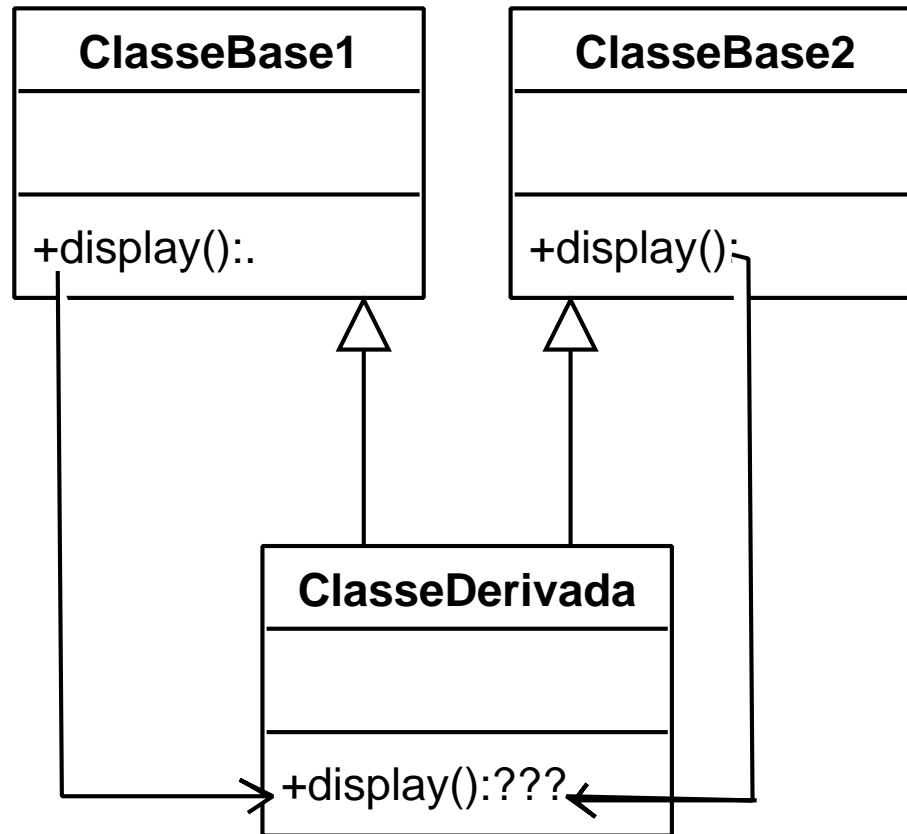 ClasseBase1
+display():.
ClasseBase2
+display():
ClasseDerivada
+display():???